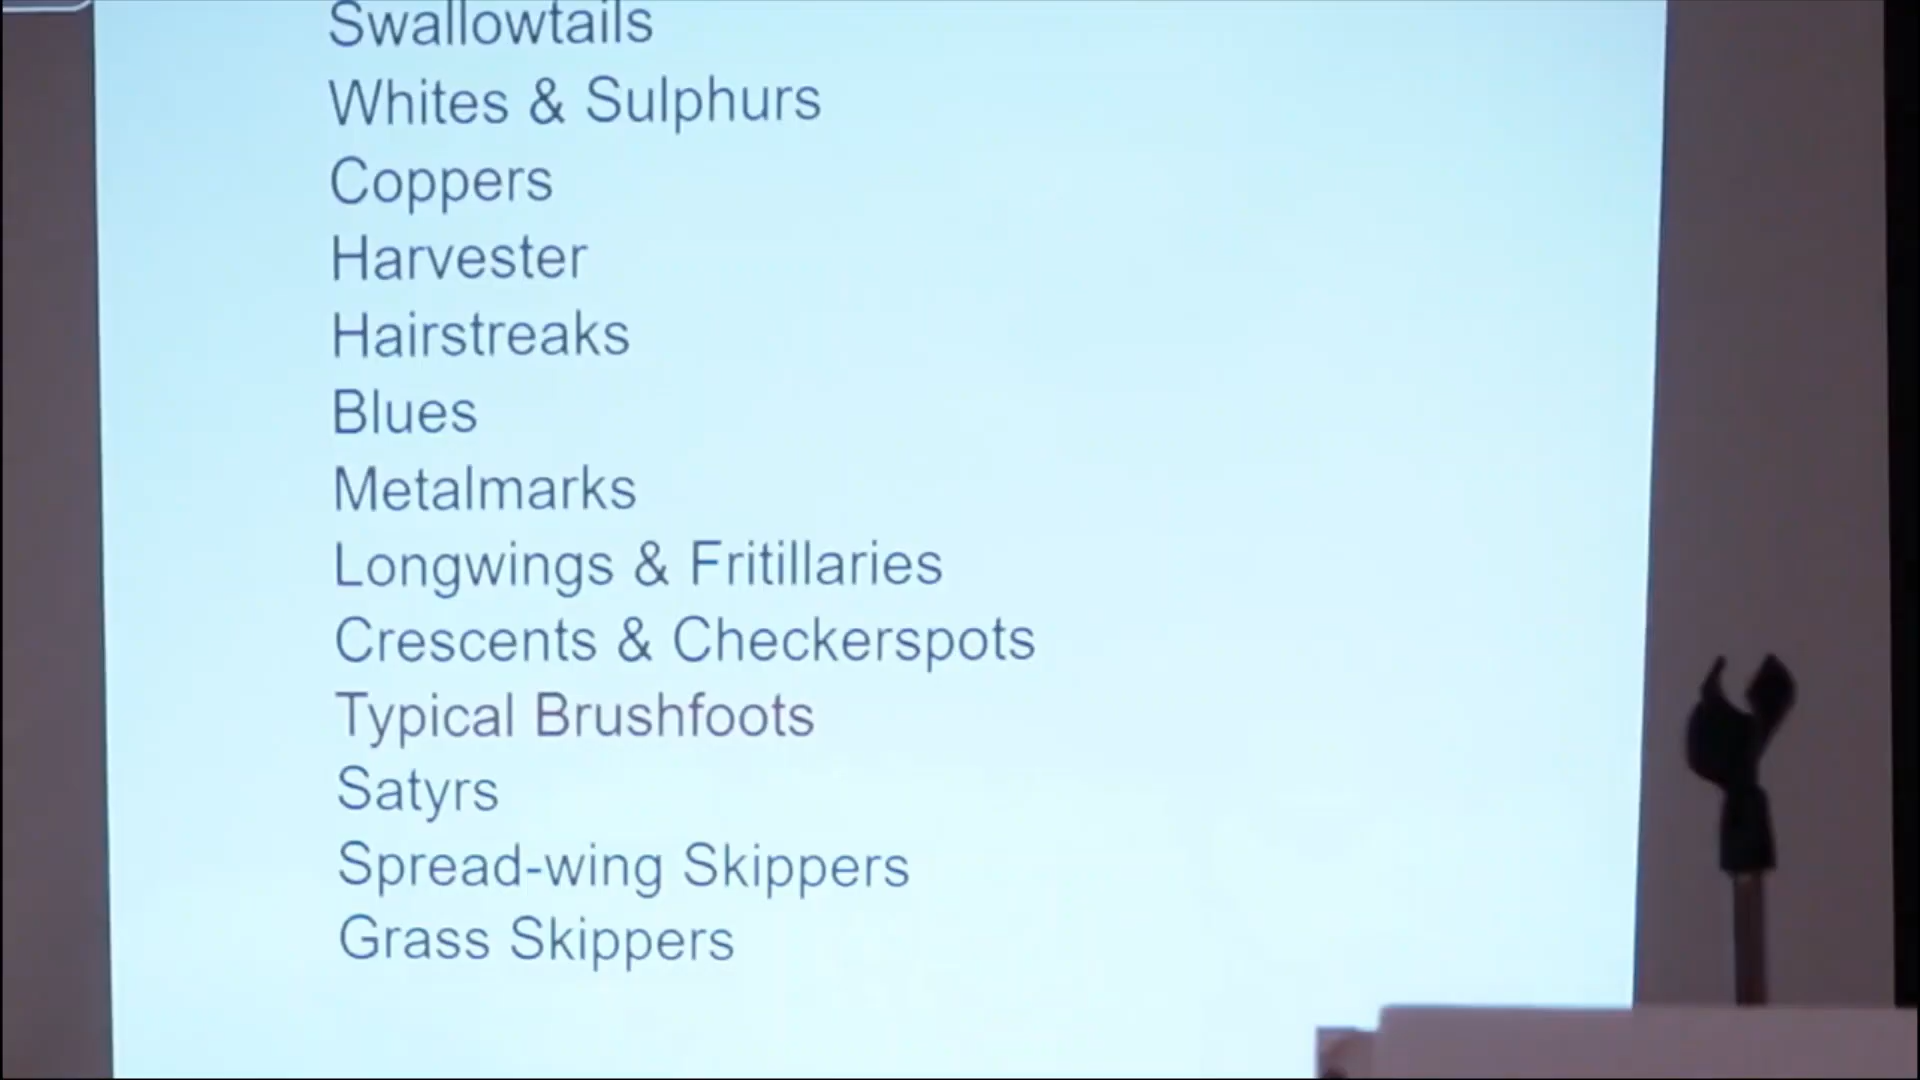 Swallowtails
Whites & Sulphurs
Coppers
Harvester
Hairstreaks
Blues
Metalmarks
Longwings & Fritillaries
Crescents & Checkerspots
Typical Brushfoots
Satyrs
Spread-wing Skippers
Grass Skippers